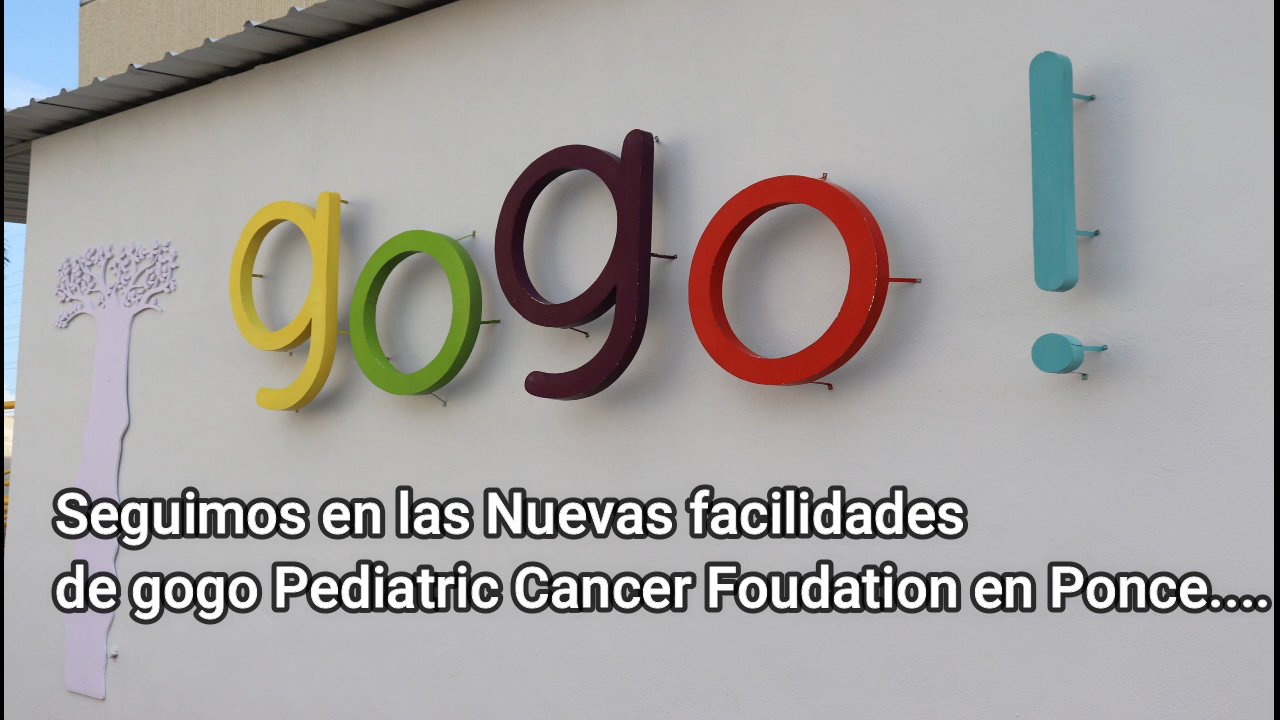 gogo!
Seguimos en las Nuevas facilidades
de gogo Pediatric Cancer Foudation en Ponce....